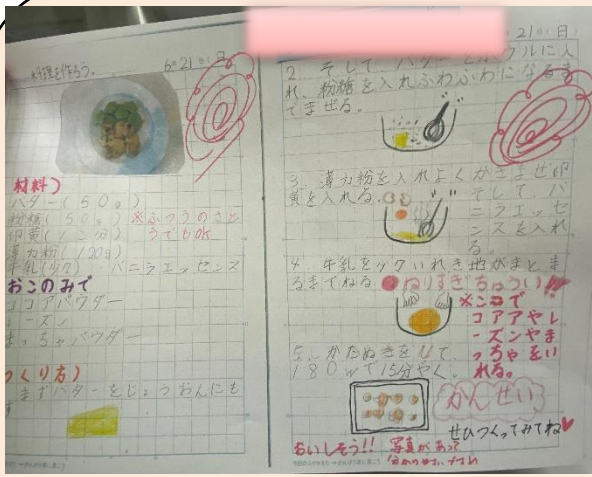 料理を作ろう。 6月21日( )
材料)
バター(50g)
粉糖(50g) ※ふつうのさと
うでもOK
卵黄(1こ分)
薄力粉(120g)
牛乳(少々) バニラエッセンス
おこのみで
ココアパウダー
レーズン
まっちゃパウダー
つくり方)
まずバターをじょうおんにも
す
21( 日)
2. そして、バターをボウルに入
れ、粉糖を入れふわふわになるま
でまぜる。
3. 薄力粉を入れよくかきまぜ卵
黄を入れる。
そして、バ
ニラエッセ
ンスを入れ
る。
4. 牛乳を少々いれき地がまとま
るまでねる。●ねりすぎちゅうい!!
※ここで
コアアやレ
ーズンやま
っちゃをい
れる。
5. かたぬきをして、
180wで15分やく。
かんせい
ぜひつくってみてね♥
おいしそう!! 写真があって
分かりやすいですね